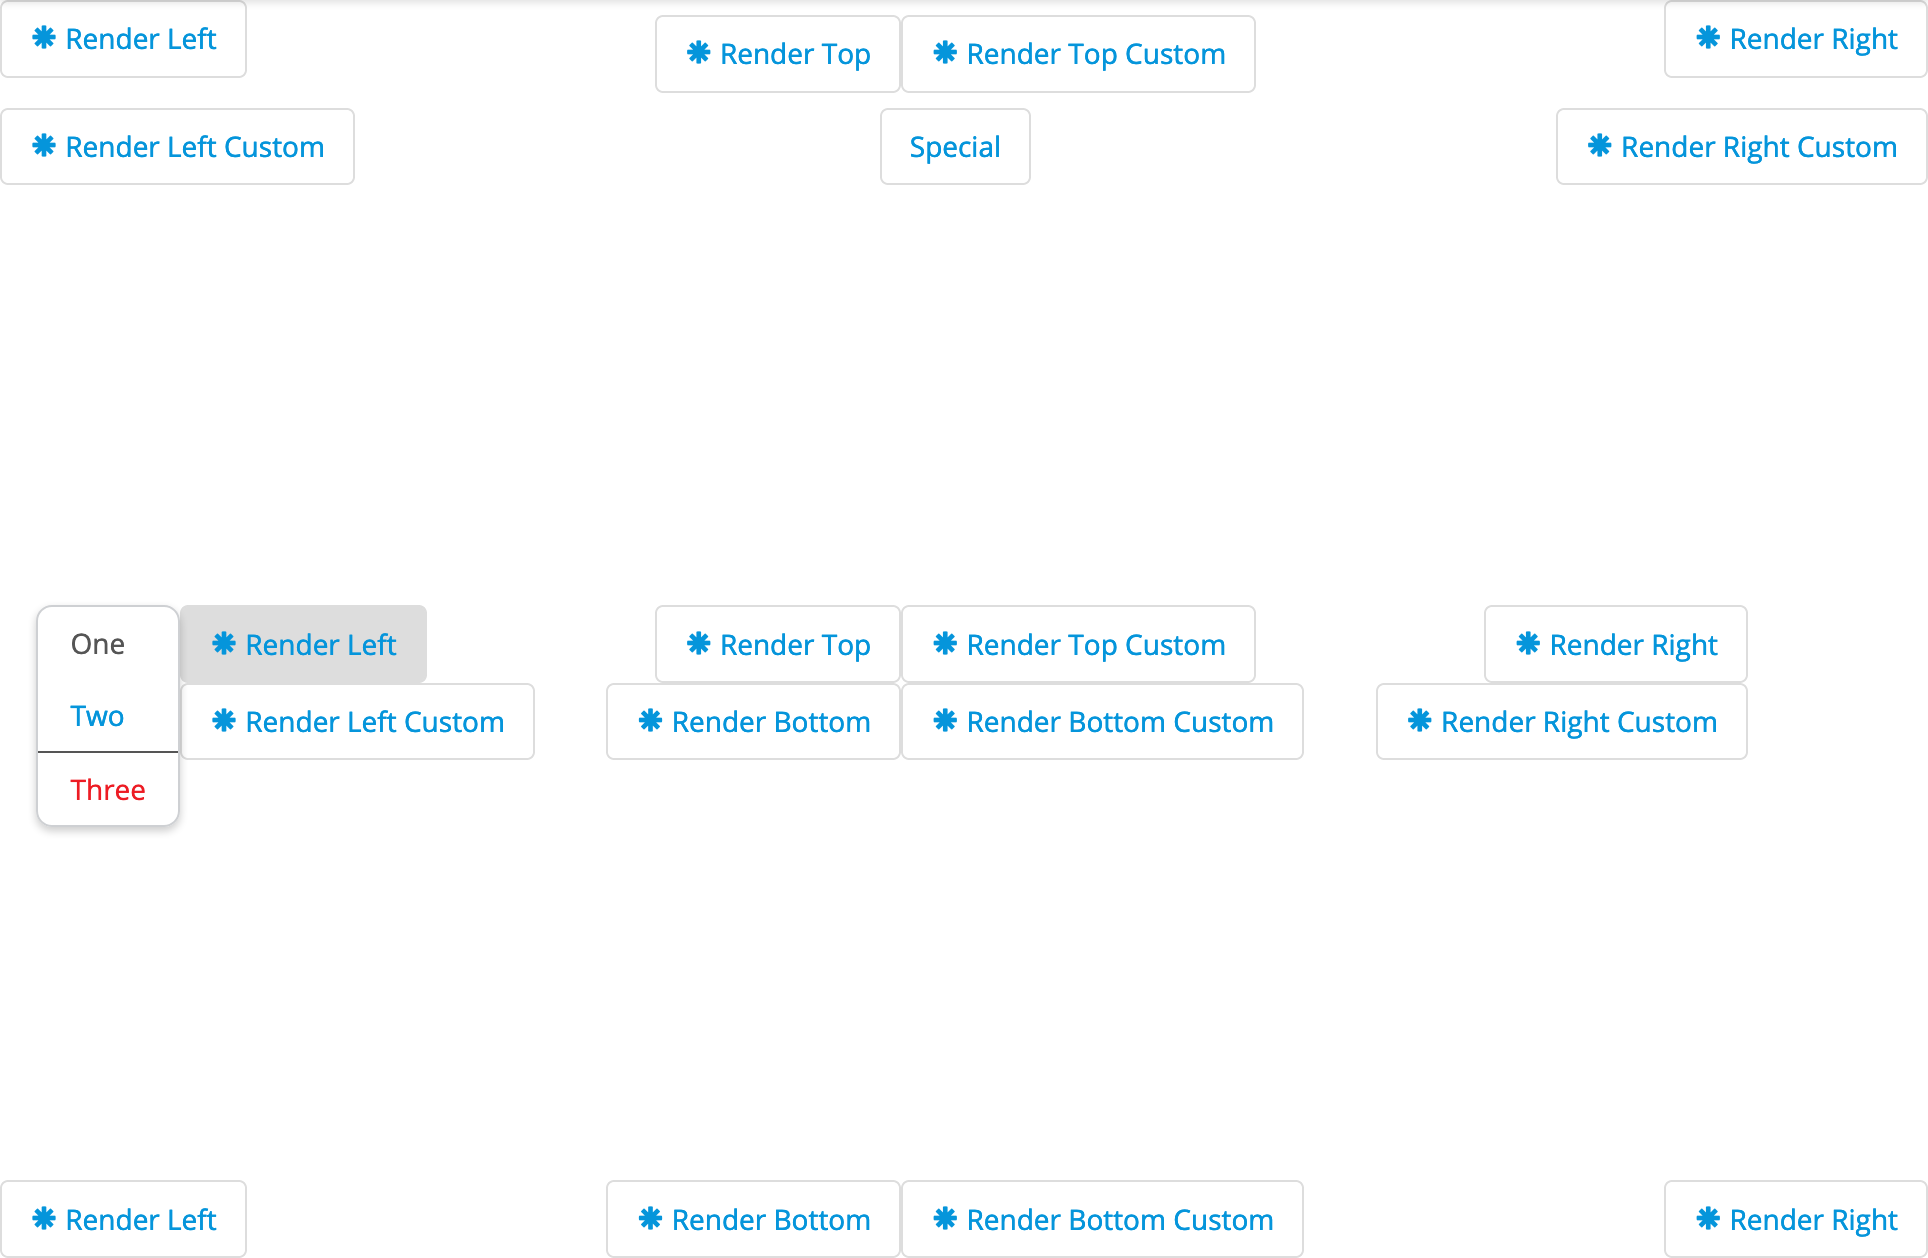 Render Left
Render Top
Render Top Custom
Render Right
Render Left Custom
Special
Render Right Custom
One
Two
Three
Render Left
Render Top
Render Top Custom
Render Right
Render Left Custom
Render Bottom
Render Bottom Custom
Render Right Custom
Render Left
Render Bottom
Render Bottom Custom
Render Right